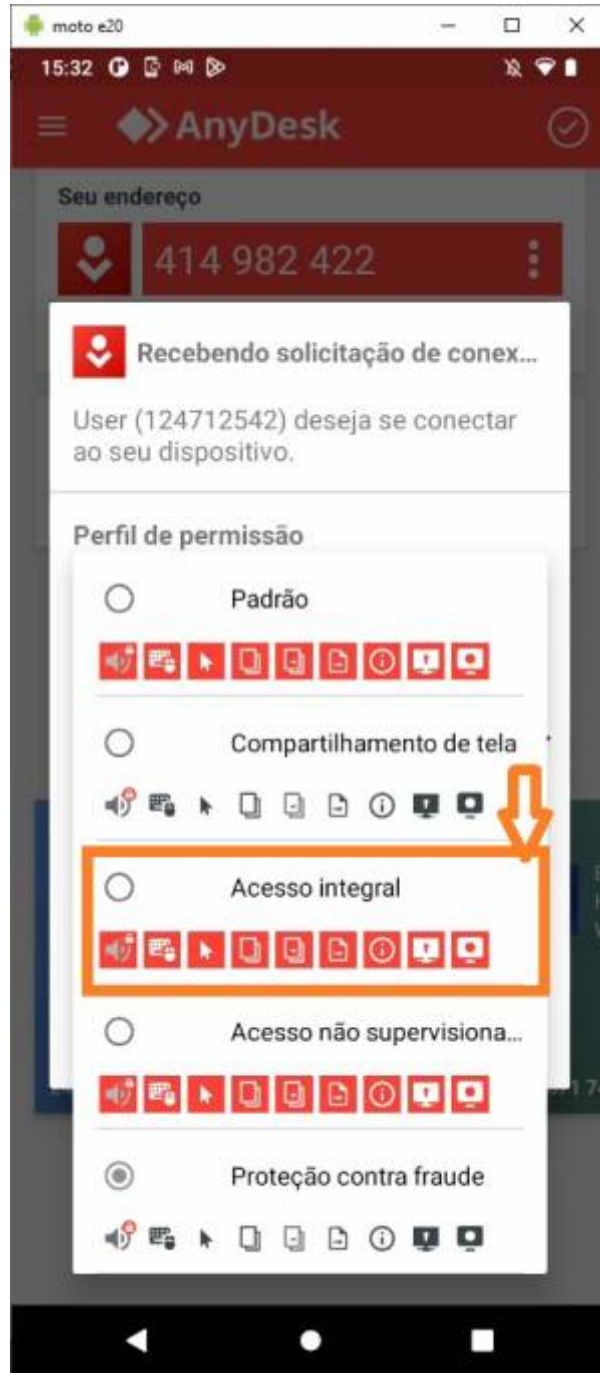 moto e20
15:32
AnyDesk
Seu endereço
414 982 422
Recebendo solicitação de conex...
User (124712542) deseja se conectar
ao seu dispositivo.
Perfil de permissão
Padrão
Compartilhamento de tela
Acesso integral
Acesso não supervisiona...
Proteção contra fraude